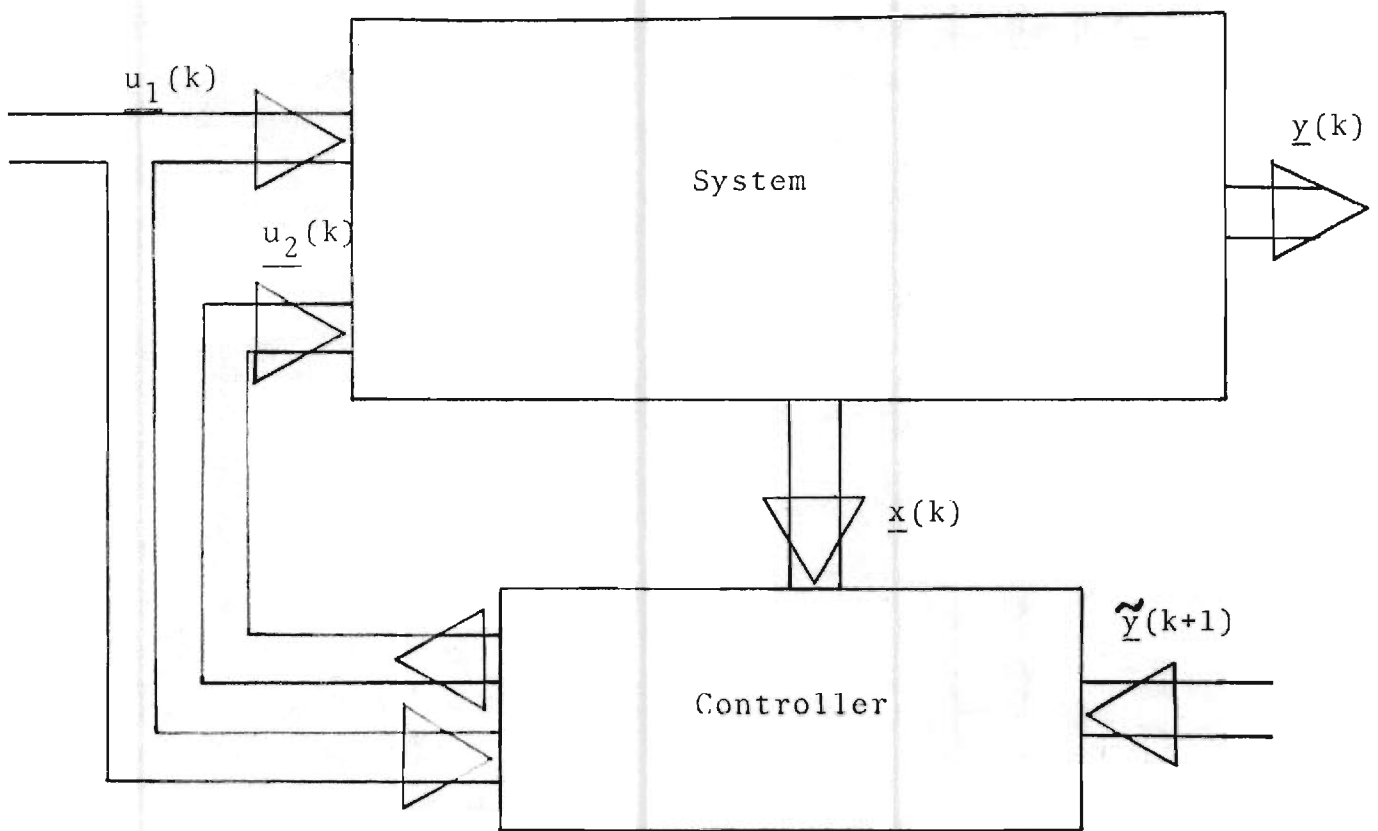 u₁(k)
y(k)
System
u₂(k)
x(k)
ỹ(k+1)
Controller